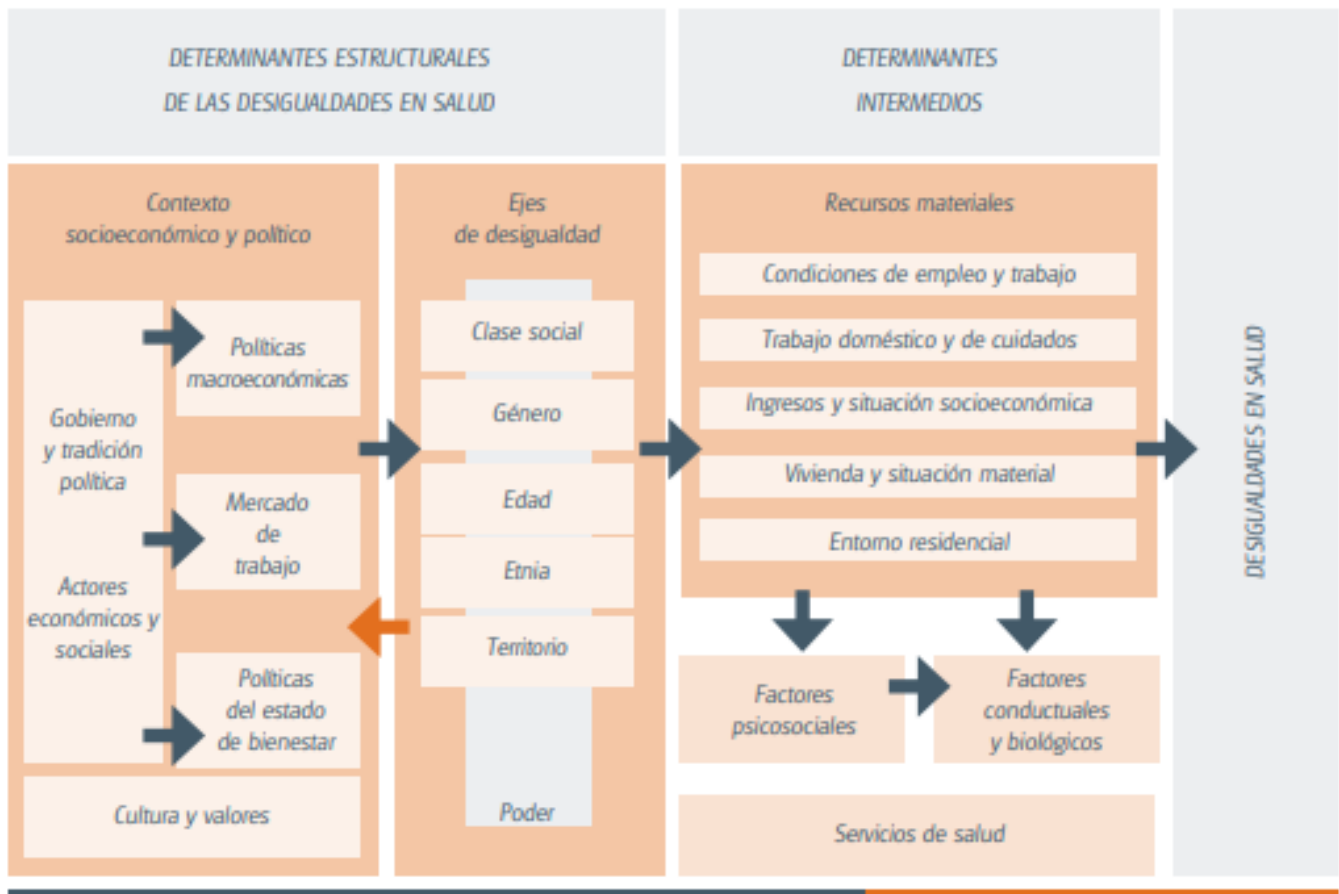 DETERMINANTES ESTRUCTURALES
DE LAS DESIGUALDADES EN SALUD
DETERMINANTES
INTERMEDIOS
Contexto
socioeconómico y político
Gobierno
y tradición
política
Actores
económicos y
sociales
Políticas
macroeconómicas
Mercado
de
trabajo
Políticas
del estado
de bienestar
Cultura y valores
Ejes
de desigualdad
Clase social
Género
Edad
Etnia
Territorio
Poder
Recursos materiales
Condiciones de empleo y trabajo
Trabajo doméstico y de cuidados
Ingresos y situación socioeconómica
Vivienda y situación material
Entorno residencial
Factores
psicosociales
Factores
conductuales
y biológicos
Servicios de salud
DESIGUALDADES EN SALUD